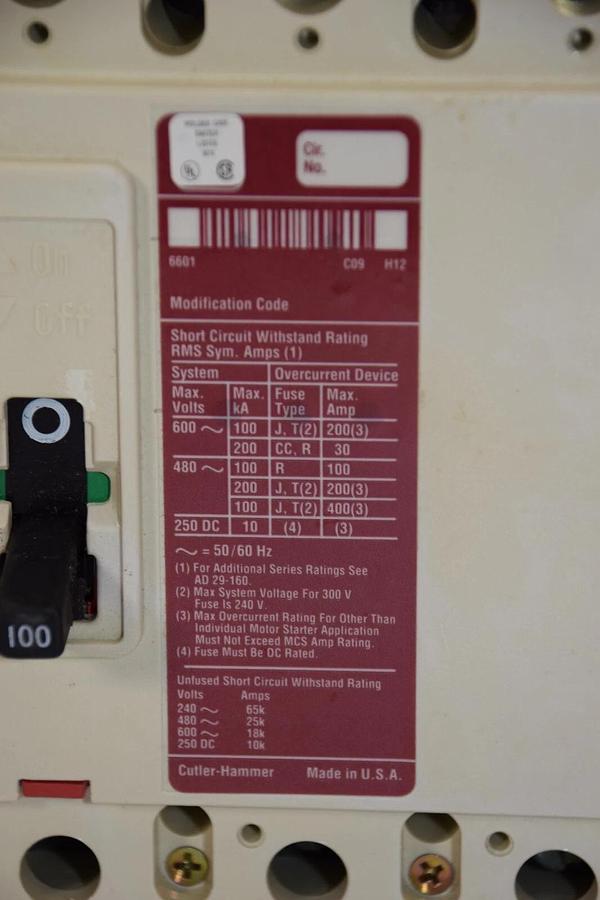 MOLDED CASE
SWITCH
LISTED
UL
Cir.
No.
6601 C09 H12
Modification Code
Short Circuit Withstand Rating
RMS Sym. Amps (1)
System Overcurrent Device
Max. Volts Max. kA Fuse Type Max. Amp
600 ~ 100 J, T(2) 200(3)
200 CC, R 30
480 ~ 100 R 100
200 J, T(2) 200(3)
100 J, T(2) 400(3)
250 DC 10 (4) (3)
~ = 50/60 Hz
(1) For Additional Series Ratings See
AD 29-160.
(2) Max System Voltage For 300 V
Fuse Is 240 V.
(3) Max Overcurrent Rating For Other Than
Individual Motor Starter Application
Must Not Exceed MCS Amp Rating.
(4) Fuse Must Be DC Rated.
Unfused Short Circuit Withstand Rating
Volts Amps
240 ~ 65k
480 ~ 25k
600 ~ 18k
250 DC 10k
Cutler-Hammer Made in U.S.A.
On
Off
O
100